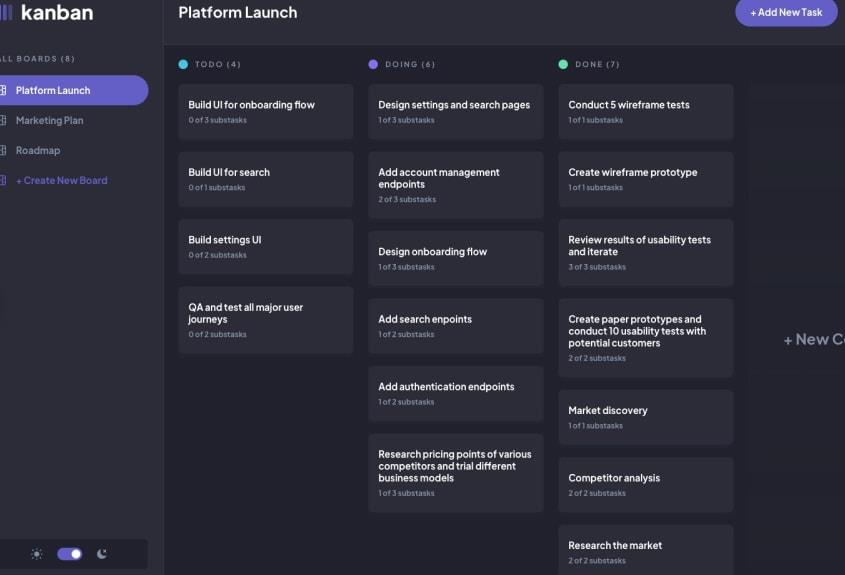 kanban
Platform Launch
+ Add New Task
ALL BOARDS (8)
Platform Launch
Marketing Plan
Roadmap
+ Create New Board
TODO (4)
Build UI for onboarding flow
0 of 3 substasks
Build UI for search
0 of 1 substasks
Build settings UI
0 of 2 substasks
QA and test all major user
journeys
0 of 2 substasks
DOING (6)
Design settings and search pages
1 of 3 substasks
Add account management
endpoints
2 of 3 substasks
Design onboarding flow
1 of 3 substasks
Add search enpoints
1 of 2 substasks
Add authentication endpoints
1 of 2 substasks
Research pricing points of various
competitors and trial different
business models
1 of 3 substasks
DONE (7)
Conduct 5 wireframe tests
1 of 1 substasks
Create wireframe prototype
1 of 1 substasks
Review results of usability tests
and iterate
3 of 3 substasks
Create paper prototypes and
conduct 10 usability tests with
potential customers
2 of 2 substasks
Market discovery
1 of 1 substasks
Competitor analysis
2 of 2 substasks
Research the market
2 of 2 substasks
+ New